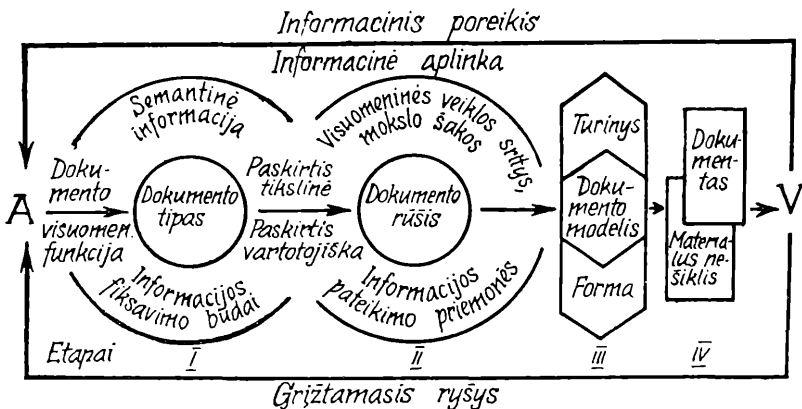 Informacinis poreikis
Informacinė aplinka
Semantinė
informacija
Visuomeninės veiklos sritys,
mokslo šakos
A
Doku-
mento
visuomen.
funkcija
Dokumento
tipas
Paskirtis
tikslinė
Paskirtis
vartotojiška
Dokumento
rūšis
Turinys
Doku-
mento
modelis
Forma
Doku-
men-
tas
Materia-
lus ne-
šiklis
V
Informacijos
fiksavimo būdai
Informacijos
pateikimo priemonės
Etapai
I
II
III
IV
Grįžtamasis ryšys